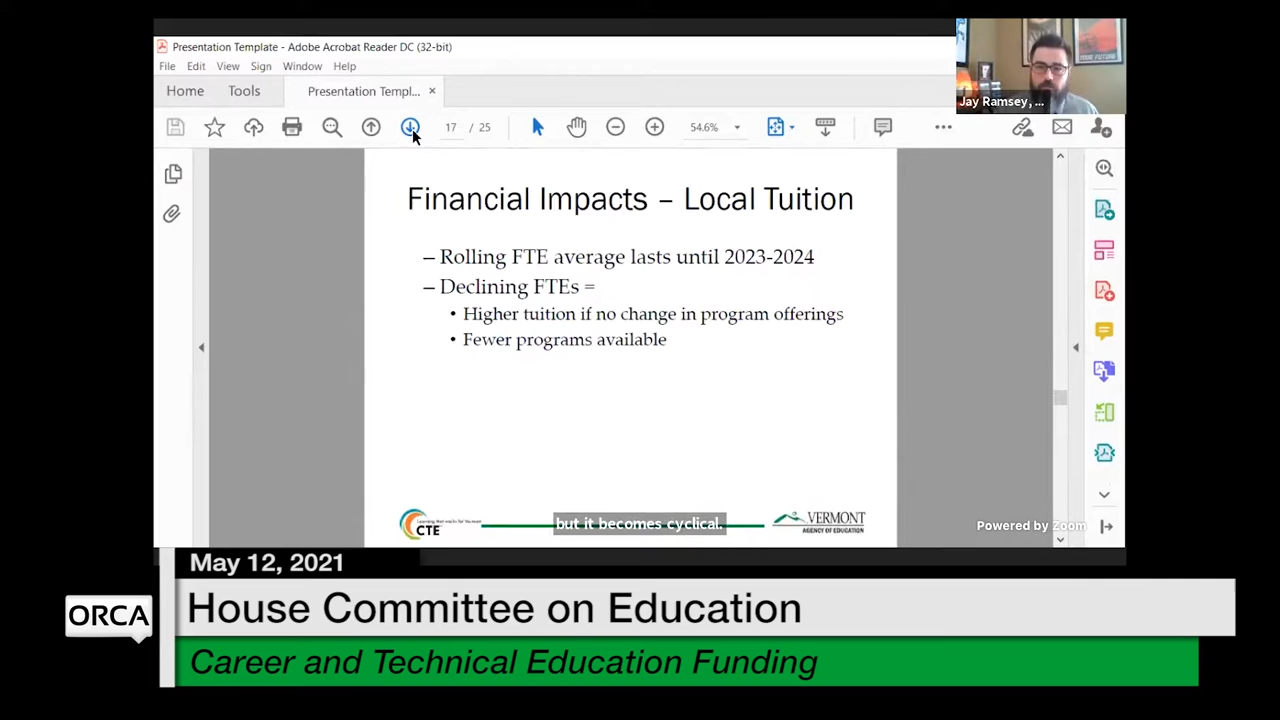 Presentation Template - Adobe Acrobat Reader DC (32-bit)
File Edit View Sign Window Help
Home Tools Presentation Templ... ×
17 / 25 54.6%
Jay Ramsey, ...
Financial Impacts – Local Tuition
– Rolling FTE average lasts until 2023-2024
– Declining FTEs =
• Higher tuition if no change in program offerings
• Fewer programs available
CTE
but it becomes cyclical.
VERMONT
AGENCY OF EDUCATION
Powered by Zoom
May 12, 2021
ORCA
House Committee on Education
Career and Technical Education Funding